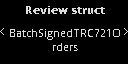 Review struct
< BatchSignedTRC721O >
rders